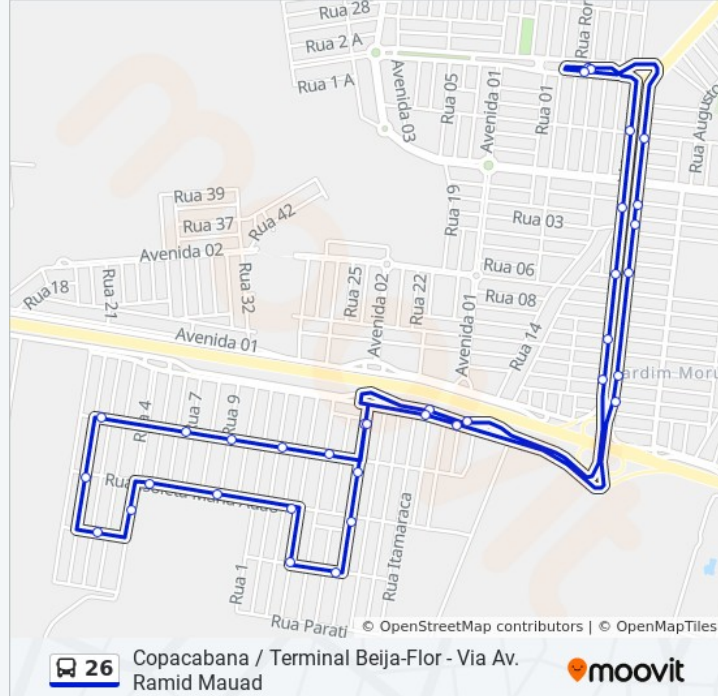 Rua 28
Rua 2 A
Rua 1 A
Avenida 03
Rua 05
Avenida 01
Rua 01
Rua Ror
Rua Augusto
Rua 39
Rua 37
Rua 42
Rua 19
Rua 03
Avenida 02
Rua 18
Rua 21
Rua 32
Rua 25
Avenida 02
Rua 22
Rua 06
Rua 08
Avenida 01
Rua 14
Avenida 01
Jardim Moru
Rua 4
Rua 7
Rua 9
Rua Itamaraca
Rua 1
Rua Parati
© OpenStreetMap contributors | © OpenMapTiles
26
Copacabana / Terminal Beija-Flor - Via Av.
Ramid Mauad
moovit